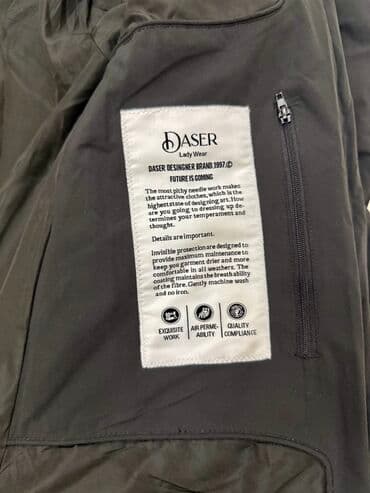 DASER
Lady Wear
DASER DESINGNER BRAND.1997.©
FUTURE IS COMING
The most pithy needle work makes
the attractive clothes, which is the
highest state of designing art. How
are you going to dressing up de-
termines your temperament and
thought.
Details are important.
Invisible protection are designed to
provide maximum maintenance to
keep you garment drier and more
comfortable in all weathers. The
coating maintains the breath ability
of the fibre. Gently machine wash
and no iron.
EXQUISITE
WORK
AIR PERME-
ABILITY
QUALITY
COMPLIANCE